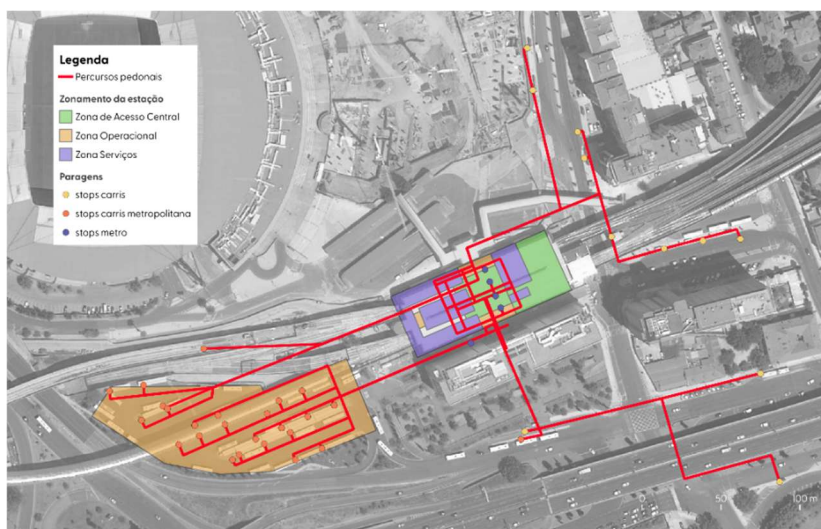 Legenda
Percursos pedonais
Zonamento da estação
Zona de Acesso Central
Zona Operacional
Zona Serviços
Paragens
stops carris
stops carris metropolitana
stops metro
0 50 100 m